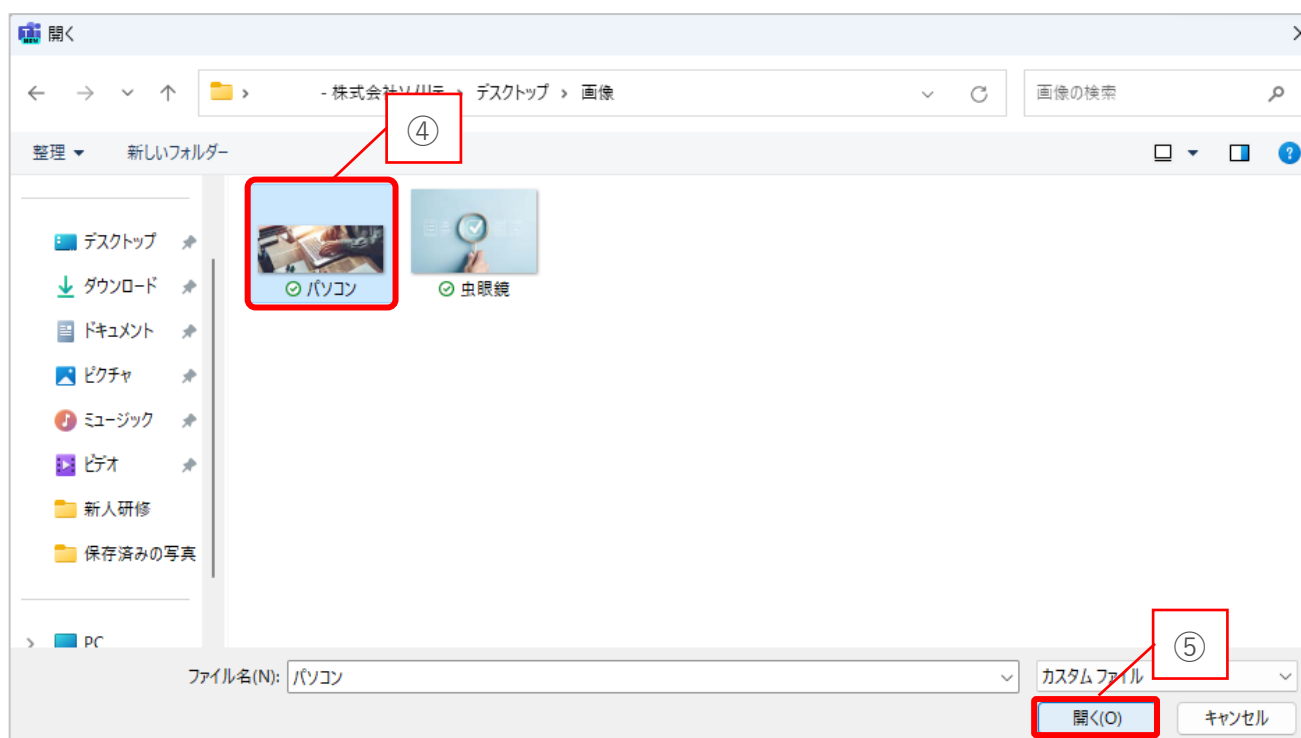 開く
- 株式会社ソノリテ > デスクトップ > 画像
画像の検索
④
整理 新しいフォルダー
デスクトップ
ダウンロード
ドキュメント
ピクチャ
ミュージック
ビデオ
新人研修
保存済みの写真
PC
パソコン
虫眼鏡
⑤
ファイル名(N): パソコン
カスタム ファイル
開く(O)
キャンセル